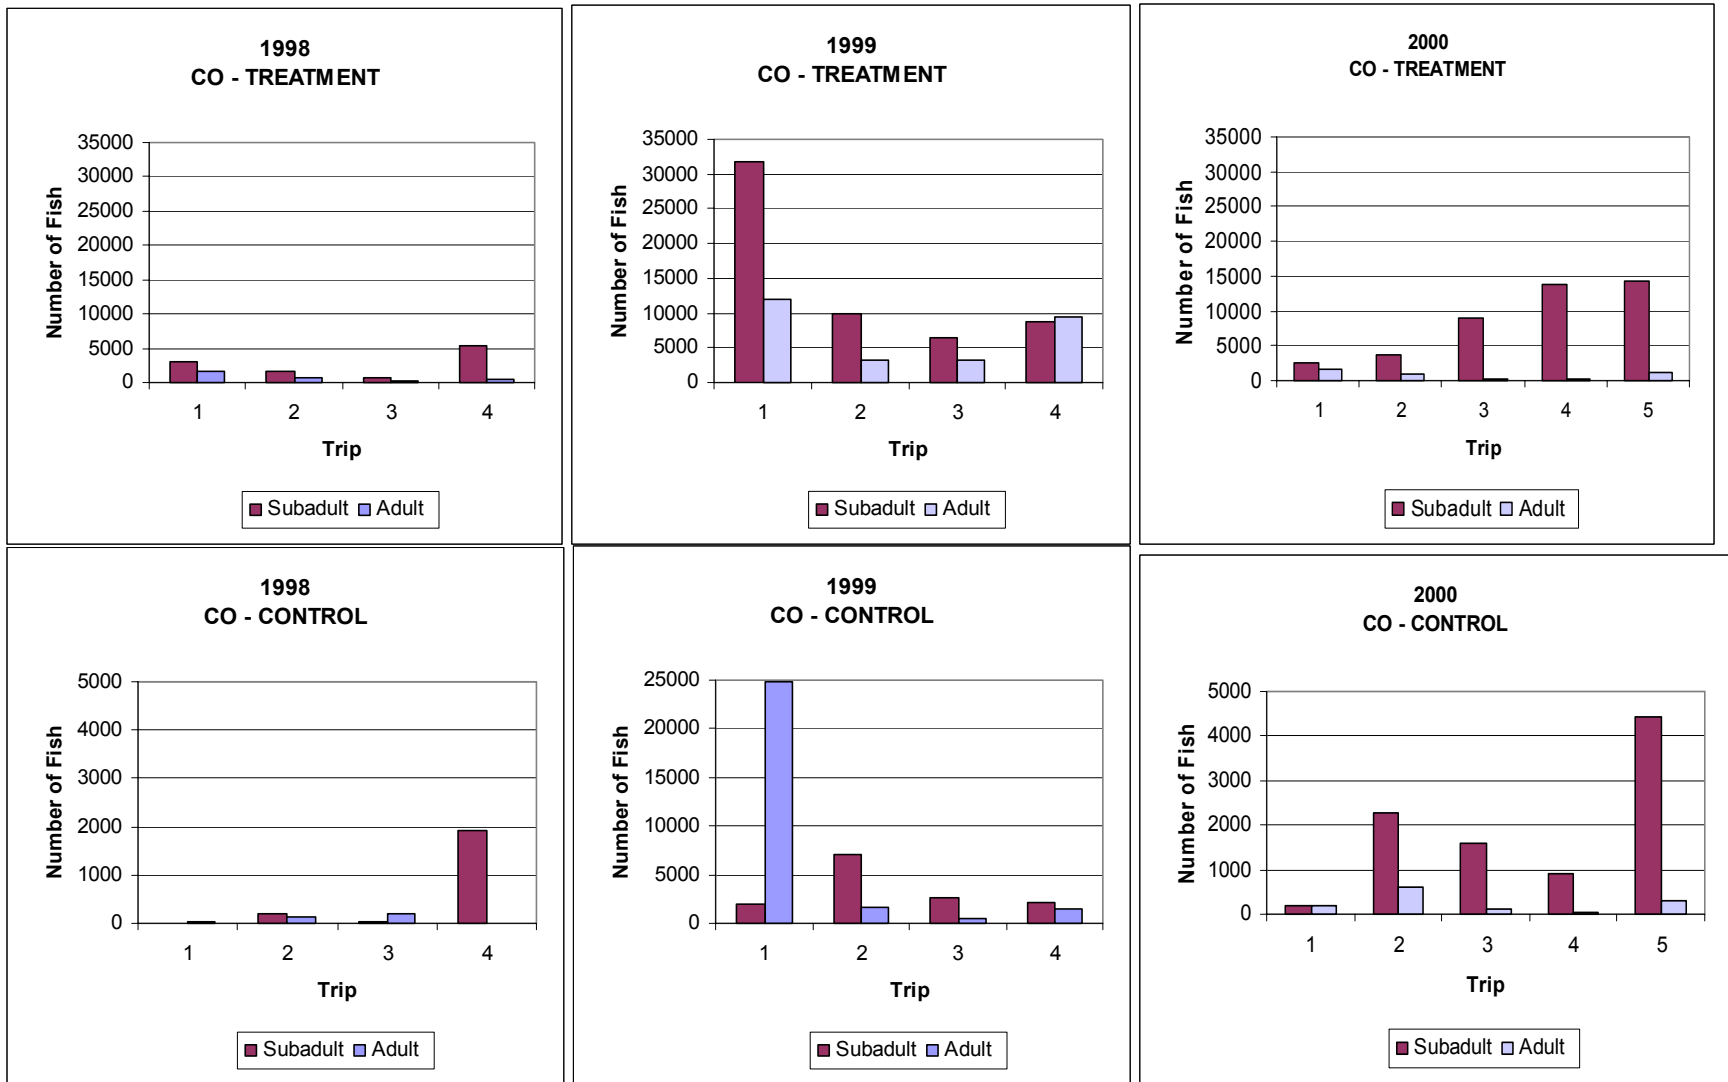 1998
CO - TREATMENT
Number of Fish
35000
30000
25000
20000
15000
10000
5000
0
1 2 3 4
Trip
Subadult Adult
1999
CO - TREATMENT
Number of Fish
35000
30000
25000
20000
15000
10000
5000
0
1 2 3 4
Trip
Subadult Adult
2000
CO - TREATMENT
Number of Fish
35000
30000
25000
20000
15000
10000
5000
0
1 2 3 4 5
Trip
Subadult Adult
1998
CO - CONTROL
Number of Fish
5000
4000
3000
2000
1000
0
1 2 3 4
Trip
Subadult Adult
1999
CO - CONTROL
Number of Fish
25000
20000
15000
10000
5000
0
1 2 3 4
Trip
Subadult Adult
2000
CO - CONTROL
Number of Fish
5000
4000
3000
2000
1000
0
1 2 3 4 5
Trip
Subadult Adult